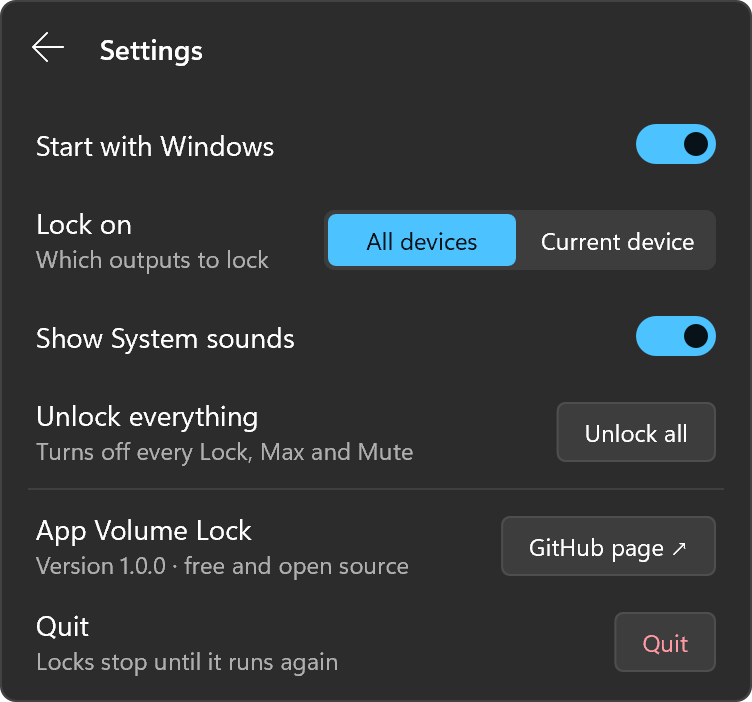 Settings
Start with Windows
Lock on
Which outputs to lock
All devices
Current device
Show System sounds
Unlock everything
Turns off every Lock, Max and Mute
Unlock all
App Volume Lock
Version 1.0.0 · free and open source
GitHub page ↗
Quit
Locks stop until it runs again
Quit